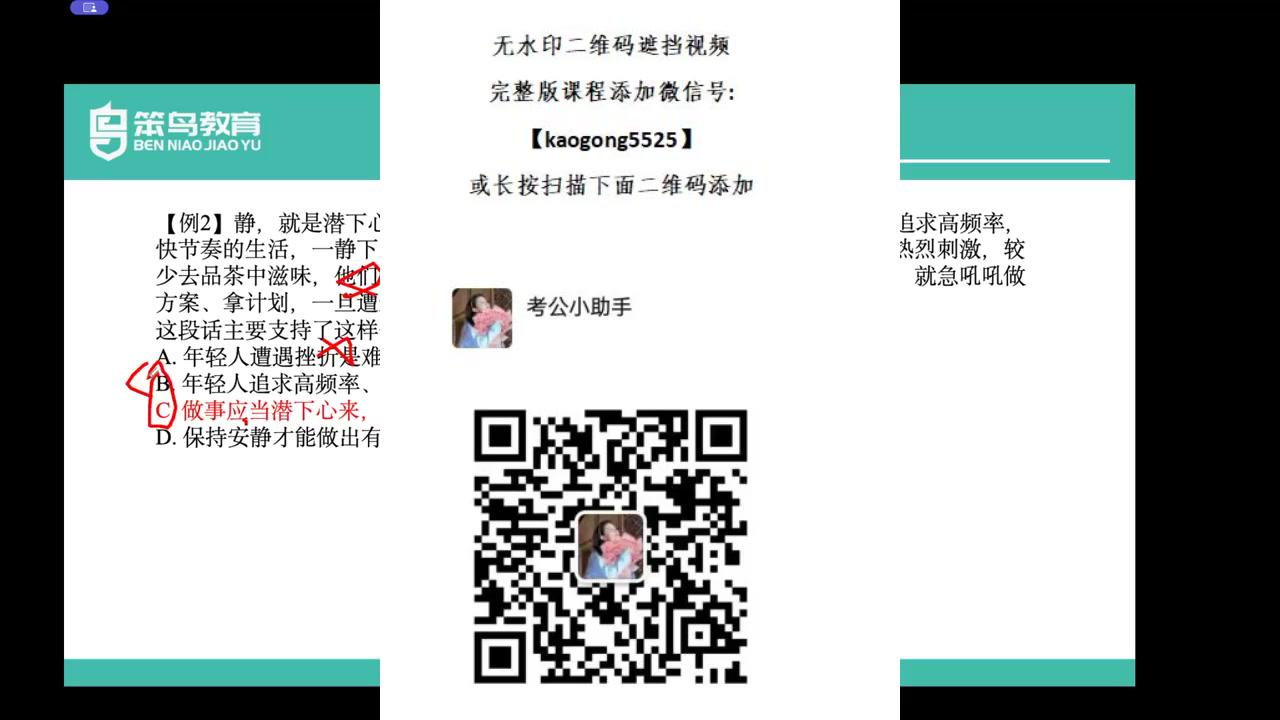 无水印二维码遮挡视频
完整版课程添加微信号:
【kaogong5525】
或长按扫描下面二维码添加
考公小助手
笨鸟教育
BEN NIAO JIAO YU
【例2】静，就是潜下心 追求高频率，
快节奏的生活，一静下 热烈刺激，较
少去品茶中滋味，他们 就急吼吼做
方案、拿计划，一旦遭
这段话主要支持了这样
A. 年轻人遭遇挫折是难
B. 年轻人追求高频率、
C. 做事应当潜下心来，
D. 保持安静才能做出有